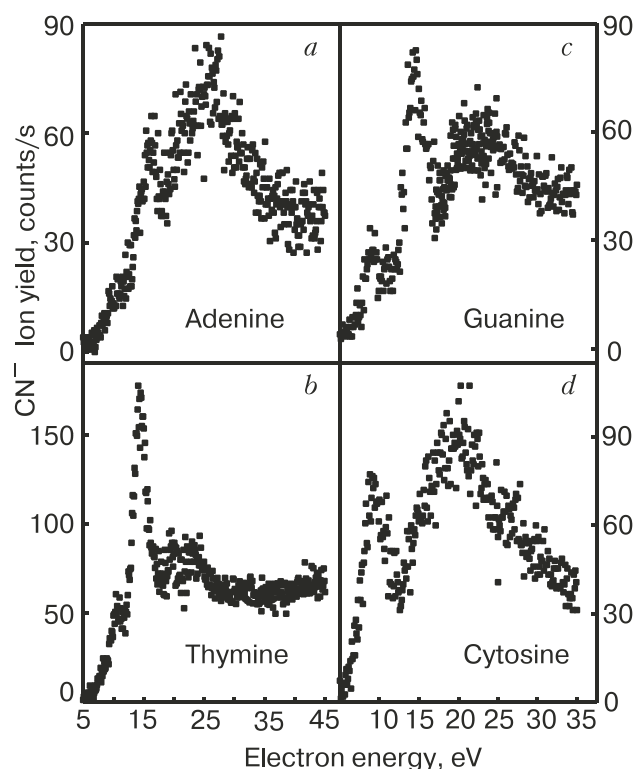 90
60
30
0
a
Adenine
c
Guanine
90
60
30
0
CN− Ion yield, counts/s
150
100
50
0
b
Thymine
d
Cytosine
90
60
30
0
5 15 25 35 45
10 15 20 25 30 35
Electron energy, eV